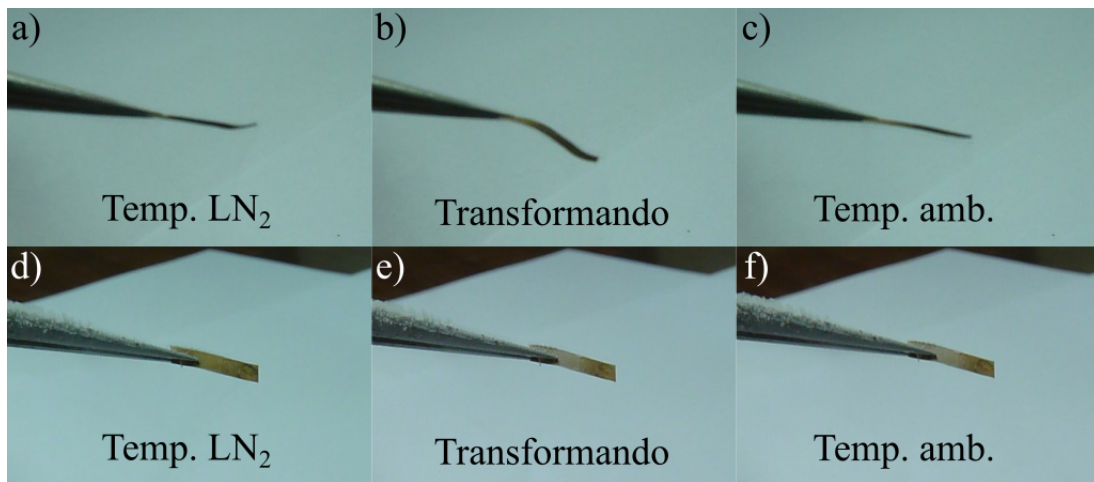 a)
b)
c)
Temp. LN₂
Transformando
Temp. amb.
d)
e)
f)
Temp. LN₂
Transformando
Temp. amb.